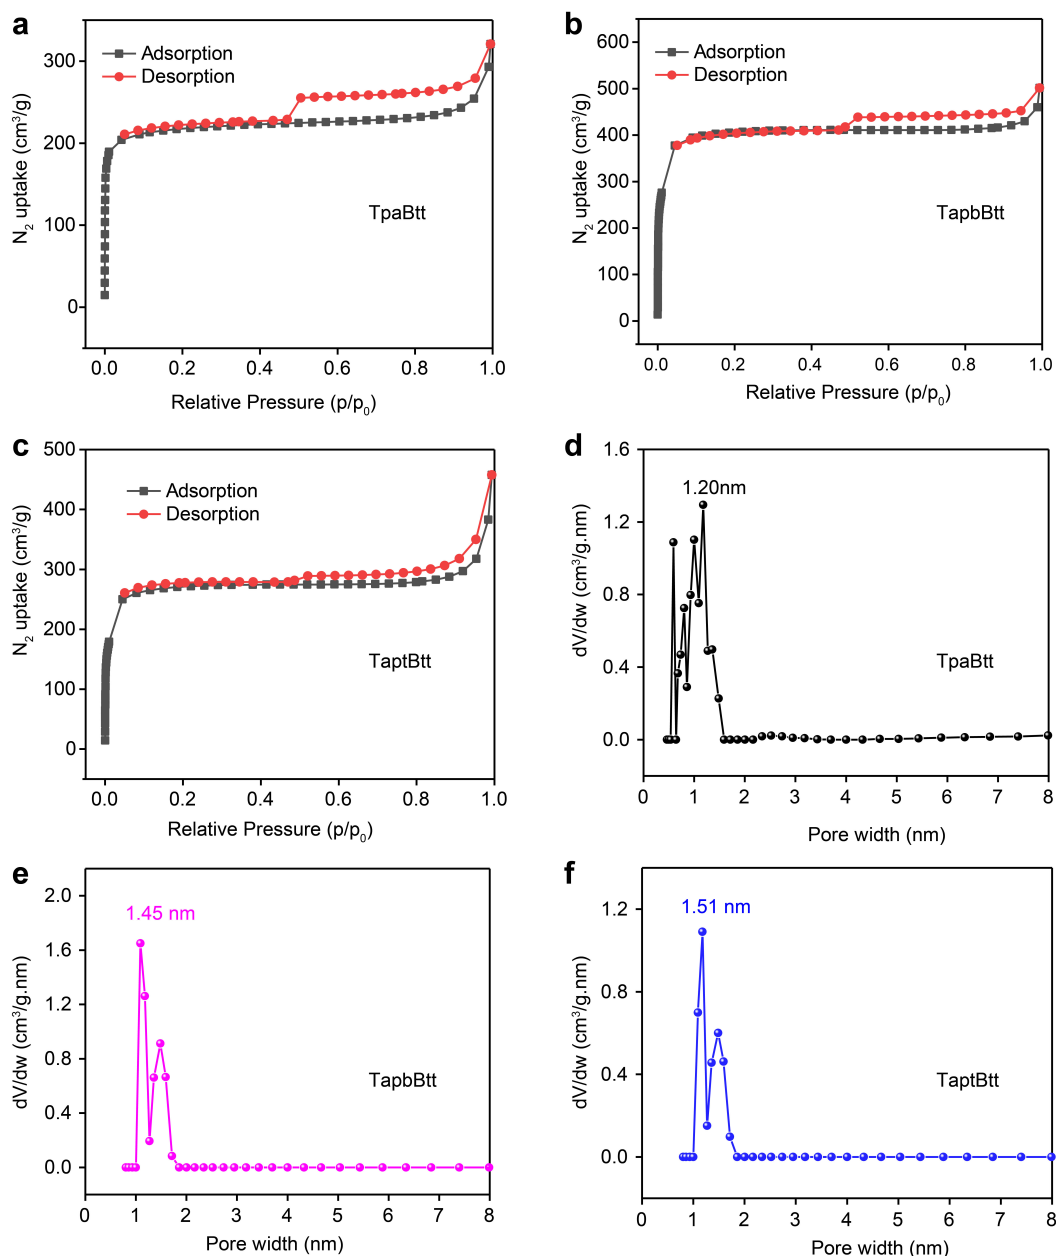 a
300
200
100
0
N2 uptake (cm3/g)
Adsorption
Desorption
TpaBtt
0.0 0.2 0.4 0.6 0.8 1.0
Relative Pressure (p/p0)
b
600
500
400
300
200
100
0
N2 uptake (cm3/g)
Adsorption
Desorption
TapbBtt
0.0 0.2 0.4 0.6 0.8 1.0
Relative Pressure (p/p0)
c
500
400
300
200
100
0
N2 uptake (cm3/g)
Adsorption
Desorption
TaptBtt
0.0 0.2 0.4 0.6 0.8 1.0
Relative Pressure (p/p0)
d
1.6
1.2
0.8
0.4
0.0
dV/dw (cm3/g.nm)
1.20nm
TpaBtt
0 1 2 3 4 5 6 7 8
Pore width (nm)
e
2.0
1.6
1.2
0.8
0.4
0.0
dV/dw (cm3/g.nm)
1.45 nm
TapbBtt
0 1 2 3 4 5 6 7 8
Pore width (nm)
f
1.2
0.8
0.4
0.0
dV/dw (cm3/g.nm)
1.51 nm
TaptBtt
0 1 2 3 4 5 6 7 8
Pore width (nm)